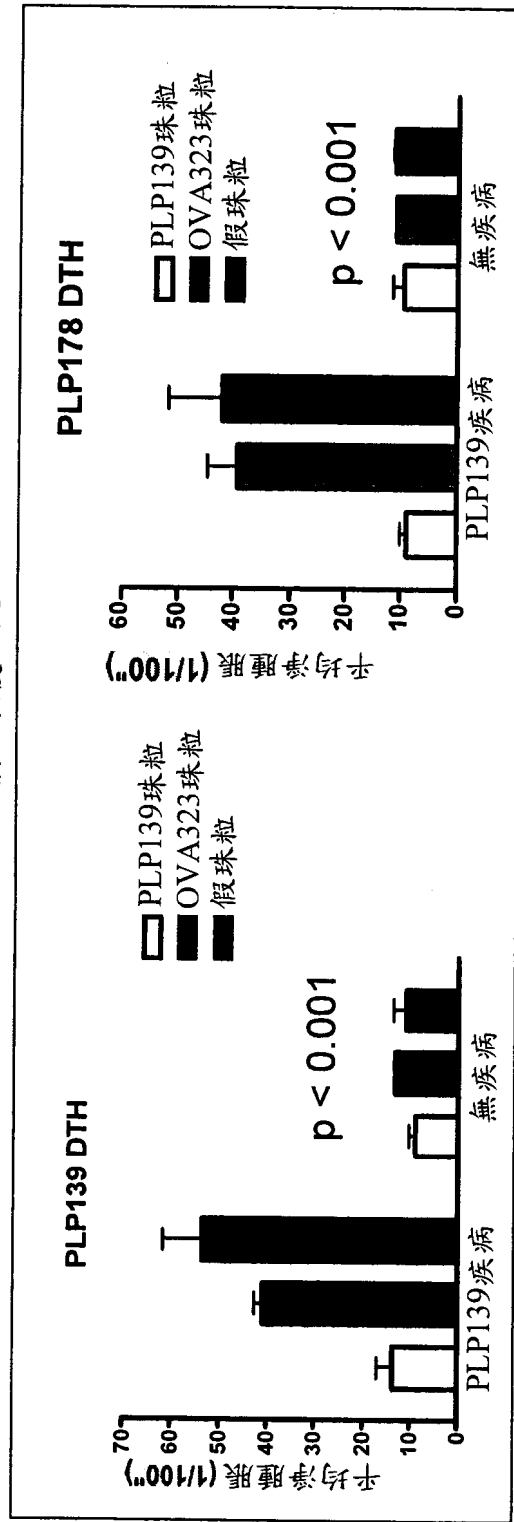 PLP139 DTH
PLP139珠粒
OVA323珠粒
假珠粒
p < 0.001
平均淨腫脹 (1/100")
70
60
50
40
30
20
10
0
PLP139疾病
無疾病
PLP178 DTH
PLP139珠粒
OVA323珠粒
假珠粒
p < 0.001
平均淨腫脹 (1/100")
60
50
40
30
20
10
0
PLP139疾病
無疾病